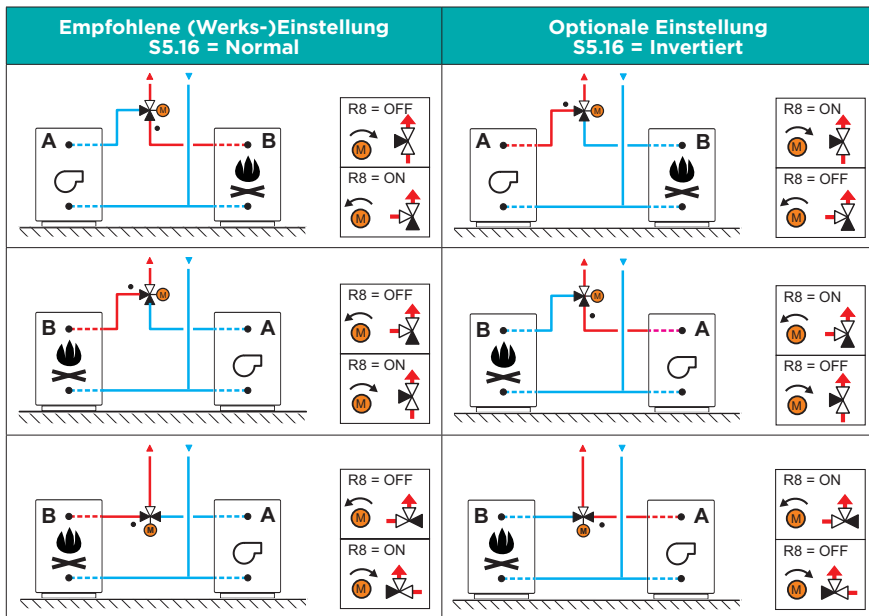 Empfohlene (Werks-)Einstellung
S5.16 = Normal
Optionale Einstellung
S5.16 = Invertiert
A
M
B
R8 = OFF
M
R8 = ON
M
A
M
B
R8 = ON
M
R8 = OFF
M
B
M
A
R8 = OFF
M
R8 = ON
M
B
M
A
R8 = ON
M
R8 = OFF
M
B
M
A
R8 = OFF
M
R8 = ON
M
B
M
A
R8 = ON
M
R8 = OFF
M